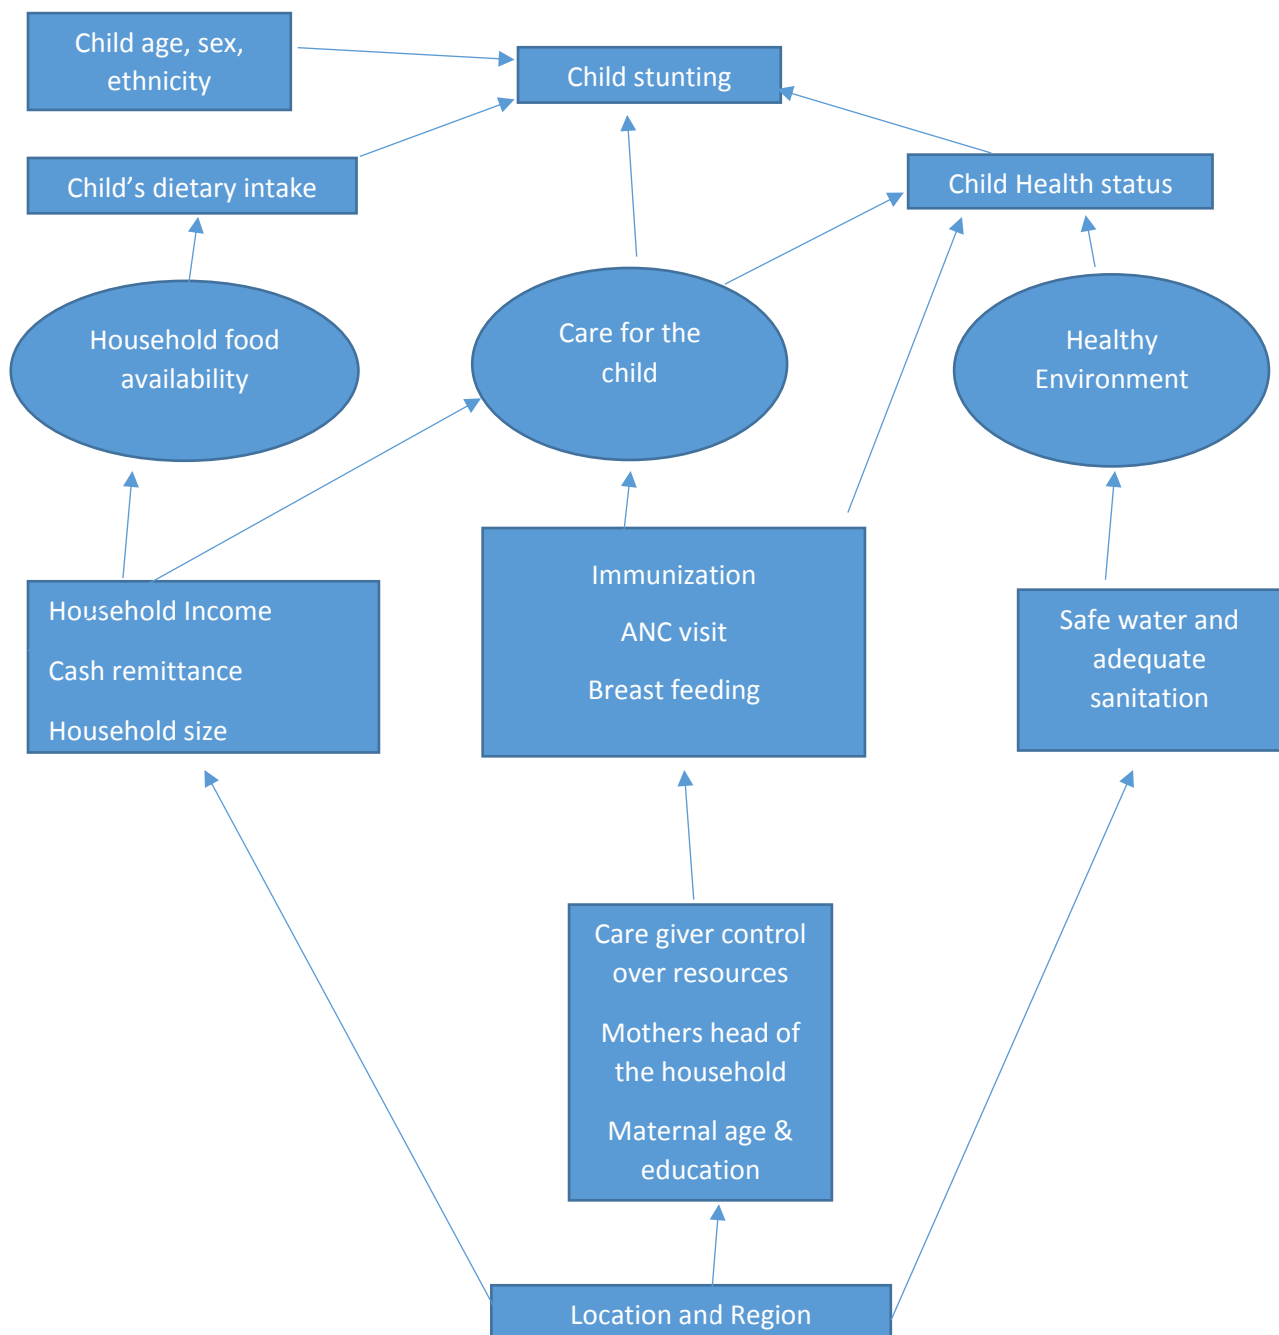 Child age, sex,
ethnicity
Child stunting
Child’s dietary intake
Child Health status
Household food
availability
Care for the
child
Healthy
Environment
Household Income
Cash remittance
Household size
Immunization
ANC visit
Breast feeding
Safe water and
adequate
sanitation
Care giver control
over resources
Mothers head of
the household
Maternal age &
education
Location and Region